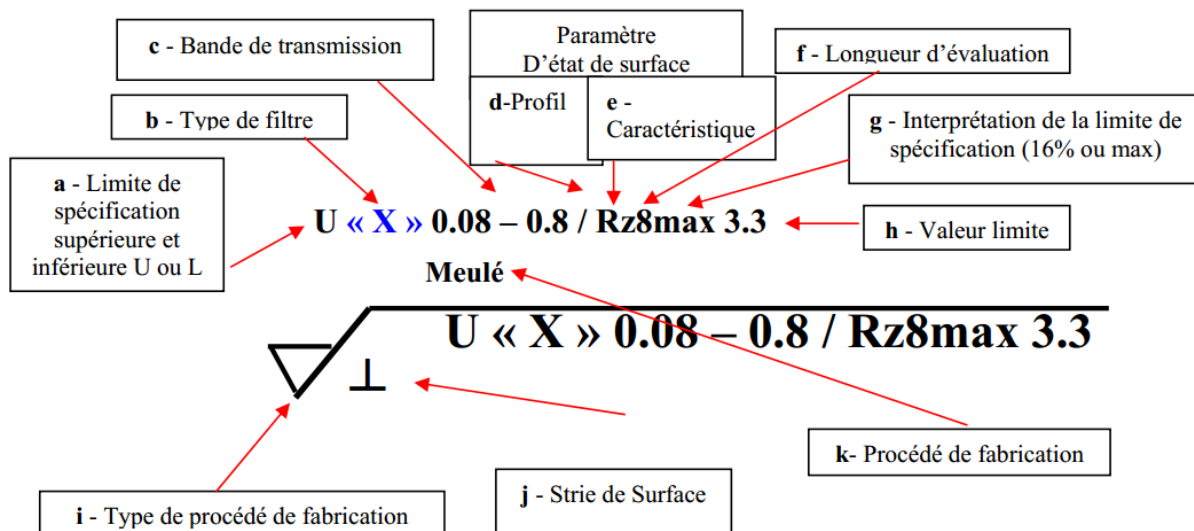 c - Bande de transmission
Paramètre
D'état de surface
d-Profil
e -
Caractéristique
f - Longueur d'évaluation
b - Type de filtre
g - Interprétation de la limite de
spécification (16% ou max)
a - Limite de
spécification
supérieure et
inférieure U ou L
U « X » 0.08 – 0.8 / Rz8max 3.3
h - Valeur limite
Meulé
U « X » 0.08 – 0.8 / Rz8max 3.3
⊥
k- Procédé de fabrication
j - Strie de Surface
i - Type de procédé de fabrication